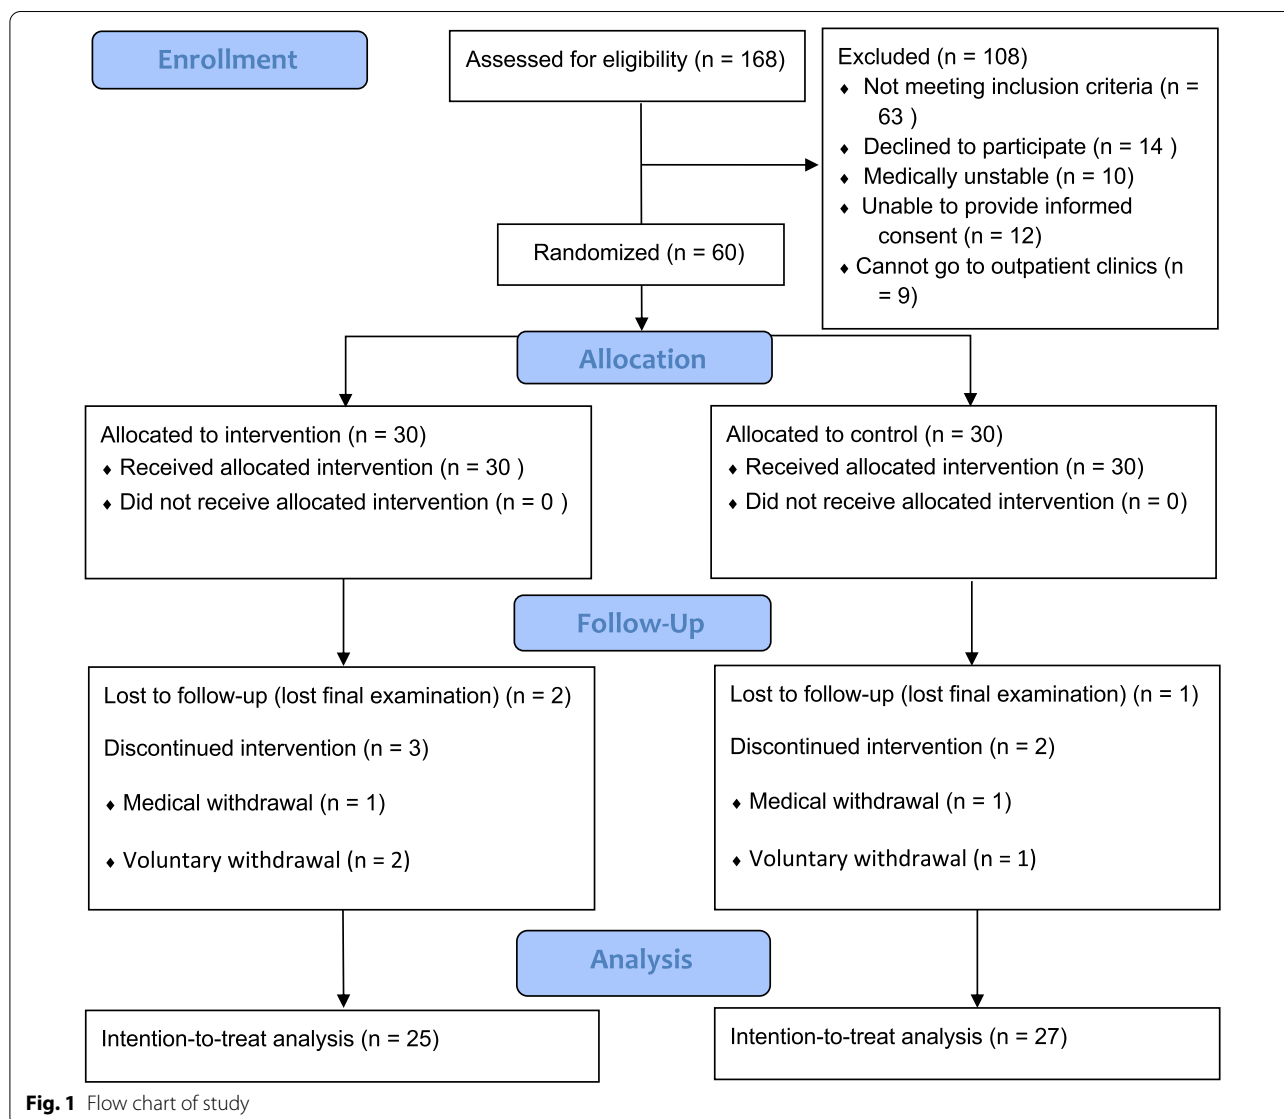 Enrollment
Assessed for eligibility (n = 168)
Excluded (n = 108)
♦ Not meeting inclusion criteria (n =
63 )
♦ Declined to participate (n = 14 )
♦ Medically unstable (n = 10)
♦ Unable to provide informed
consent (n = 12)
♦ Cannot go to outpatient clinics (n
= 9)
Randomized (n = 60)
Allocation
Allocated to intervention (n = 30)
♦ Received allocated intervention (n = 30 )
♦ Did not receive allocated intervention (n = 0 )
Allocated to control (n = 30)
♦ Received allocated intervention (n = 30)
♦ Did not receive allocated intervention (n = 0)
Follow-Up
Lost to follow-up (lost final examination) (n = 2)
Discontinued intervention (n = 3)
♦ Medical withdrawal (n = 1)
♦ Voluntary withdrawal (n = 2)
Lost to follow-up (lost final examination) (n = 1)
Discontinued intervention (n = 2)
♦ Medical withdrawal (n = 1)
♦ Voluntary withdrawal (n = 1)
Analysis
Intention-to-treat analysis (n = 25)
Intention-to-treat analysis (n = 27)
Fig. 1 Flow chart of study